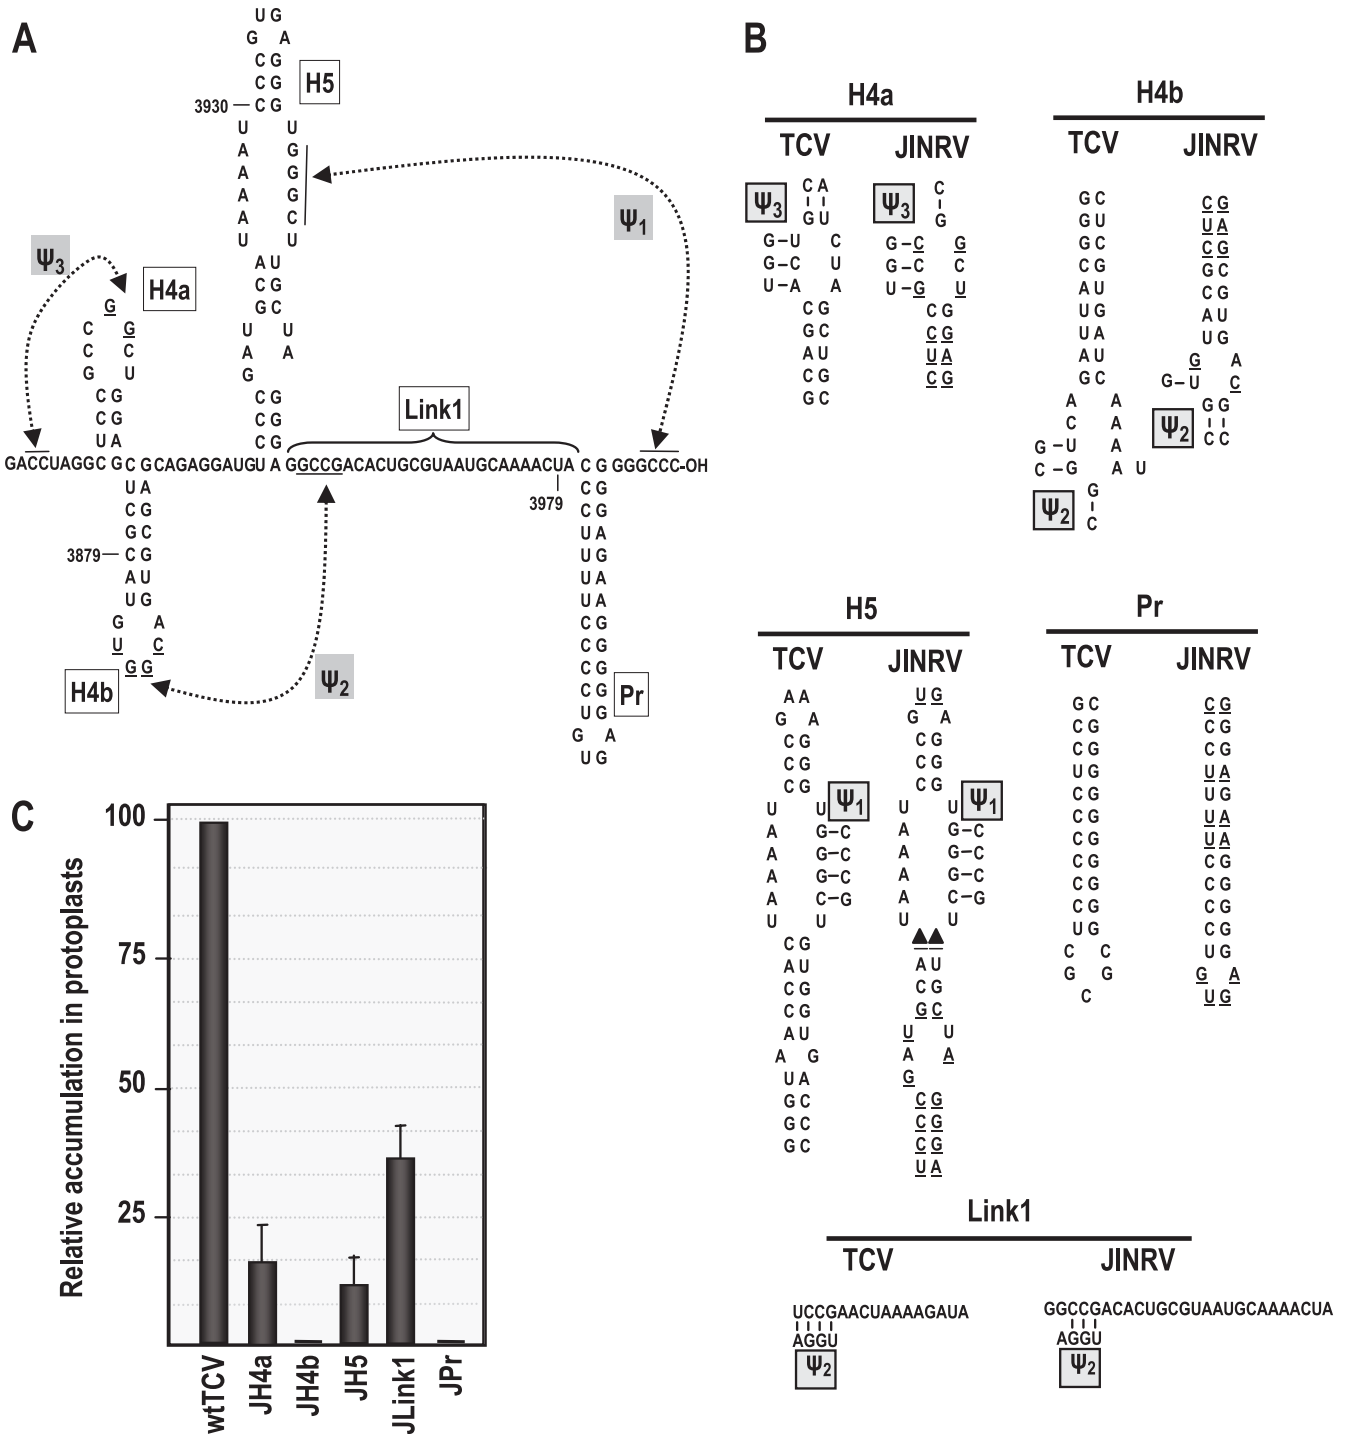 A
U G
G A
C G
C G
C G
H5
3930
C G
U U
A G
A G
A G
A C
U U
Ψ1
A U
C G
G C
U U
A A
G
C G
C G
C G
Ψ3
H4a
G
C G
C C
G U
C G
C G
U A
Link1
GACCUAGGCG CGCAGAGGAUGUA GGCCGACACUGCGUAAUGCAAAACUA C G GGGCCC-OH
3979
G A
U G
C C
G G
3879
C G
A U
U G
G A
U C
G G
H4b
Ψ2
C G
C G
C A
U G
U A
U A
U A
C G
C G
C G
C G
U G
G A
U G
Pr
B
H4a
TCV
JINRV
Ψ3
C A
G U
G–U C
G–C U
U–A A
C G
G C
A U
C G
G C
Ψ3
C
G
G–C G
G–C C
U–G U
C G
C G
U A
C G
H4b
TCV
JINRV
G C
G U
G C
C G
A U
U G
U A
A U
G C
A A
C A
G–U A
C–G A U
G
C
Ψ2
C G
U A
C G
G C
C G
A U
U G
G A
G–U C
G G
C C
Ψ2
H5
TCV
JINRV
A A
G A
C G
C G
C G
Ψ1
U U
A G–C
A G–C
A G–C
A C–G
U U
C G
A U
C G
C G
A U
A G
U A
G C
G C
G C
U G
G A
C G
C G
C G
Ψ1
U U
A G–C
A G–C
A G–C
A C–G
U U
A U
C G
G C
U U
A A
G
C G
C G
C G
U A
Pr
TCV
JINRV
G C
C G
C G
U G
C G
C G
C G
C G
C G
C G
U G
C C
G G
C
C G
C G
C G
U A
U G
U A
U A
C G
C G
C G
C G
U G
G A
U G
Link1
TCV
JINRV
UCCGAACUAAAAGAUA
AGGU
Ψ2
GGCCGACACUGCGUAAUGCAAAACUA
AGGU
Ψ2
C
Relative accumulation in protoplasts
100
75
50
25
wtTCV
JH4a
JH4b
JH5
JLink1
JPr